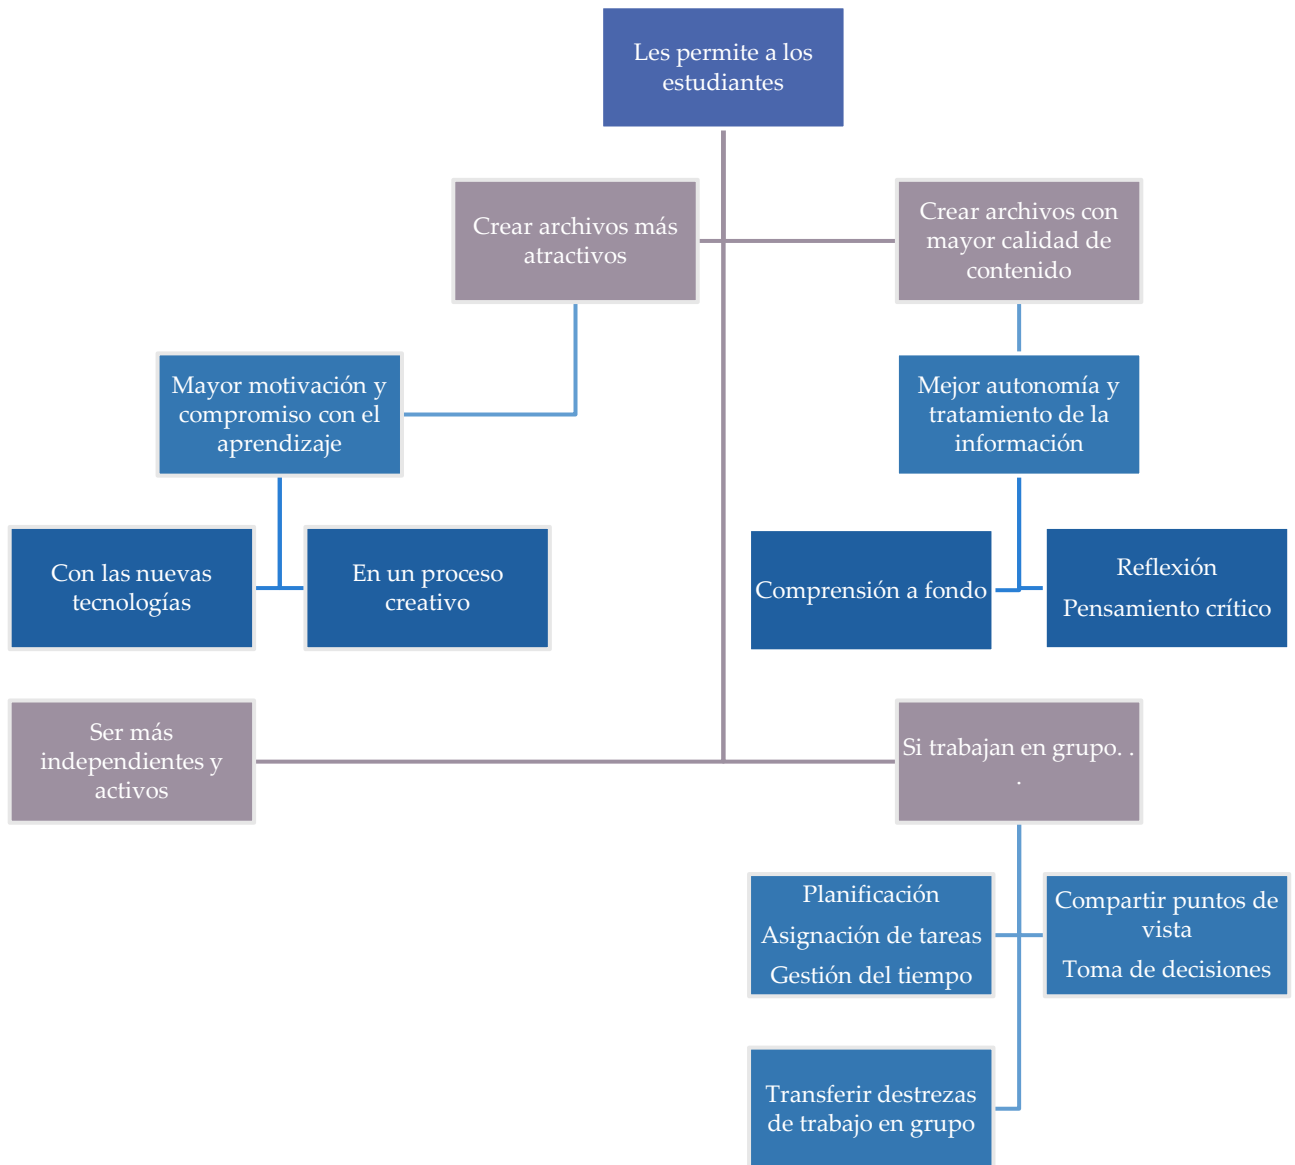 Les permite a los
estudiantes
Crear archivos más
atractivos
Crear archivos con
mayor calidad de
contenido
Mayor motivación y
compromiso con el
aprendizaje
Mejor autonomía y
tratamiento de la
información
Con las nuevas
tecnologías
En un proceso
creativo
Comprensión a fondo
Reflexión
Pensamiento crítico
Ser más
independientes y
activos
Si trabajan en grupo. .
.
Planificación
Asignación de tareas
Gestión del tiempo
Compartir puntos de
vista
Toma de decisiones
Transferir destrezas
de trabajo en grupo